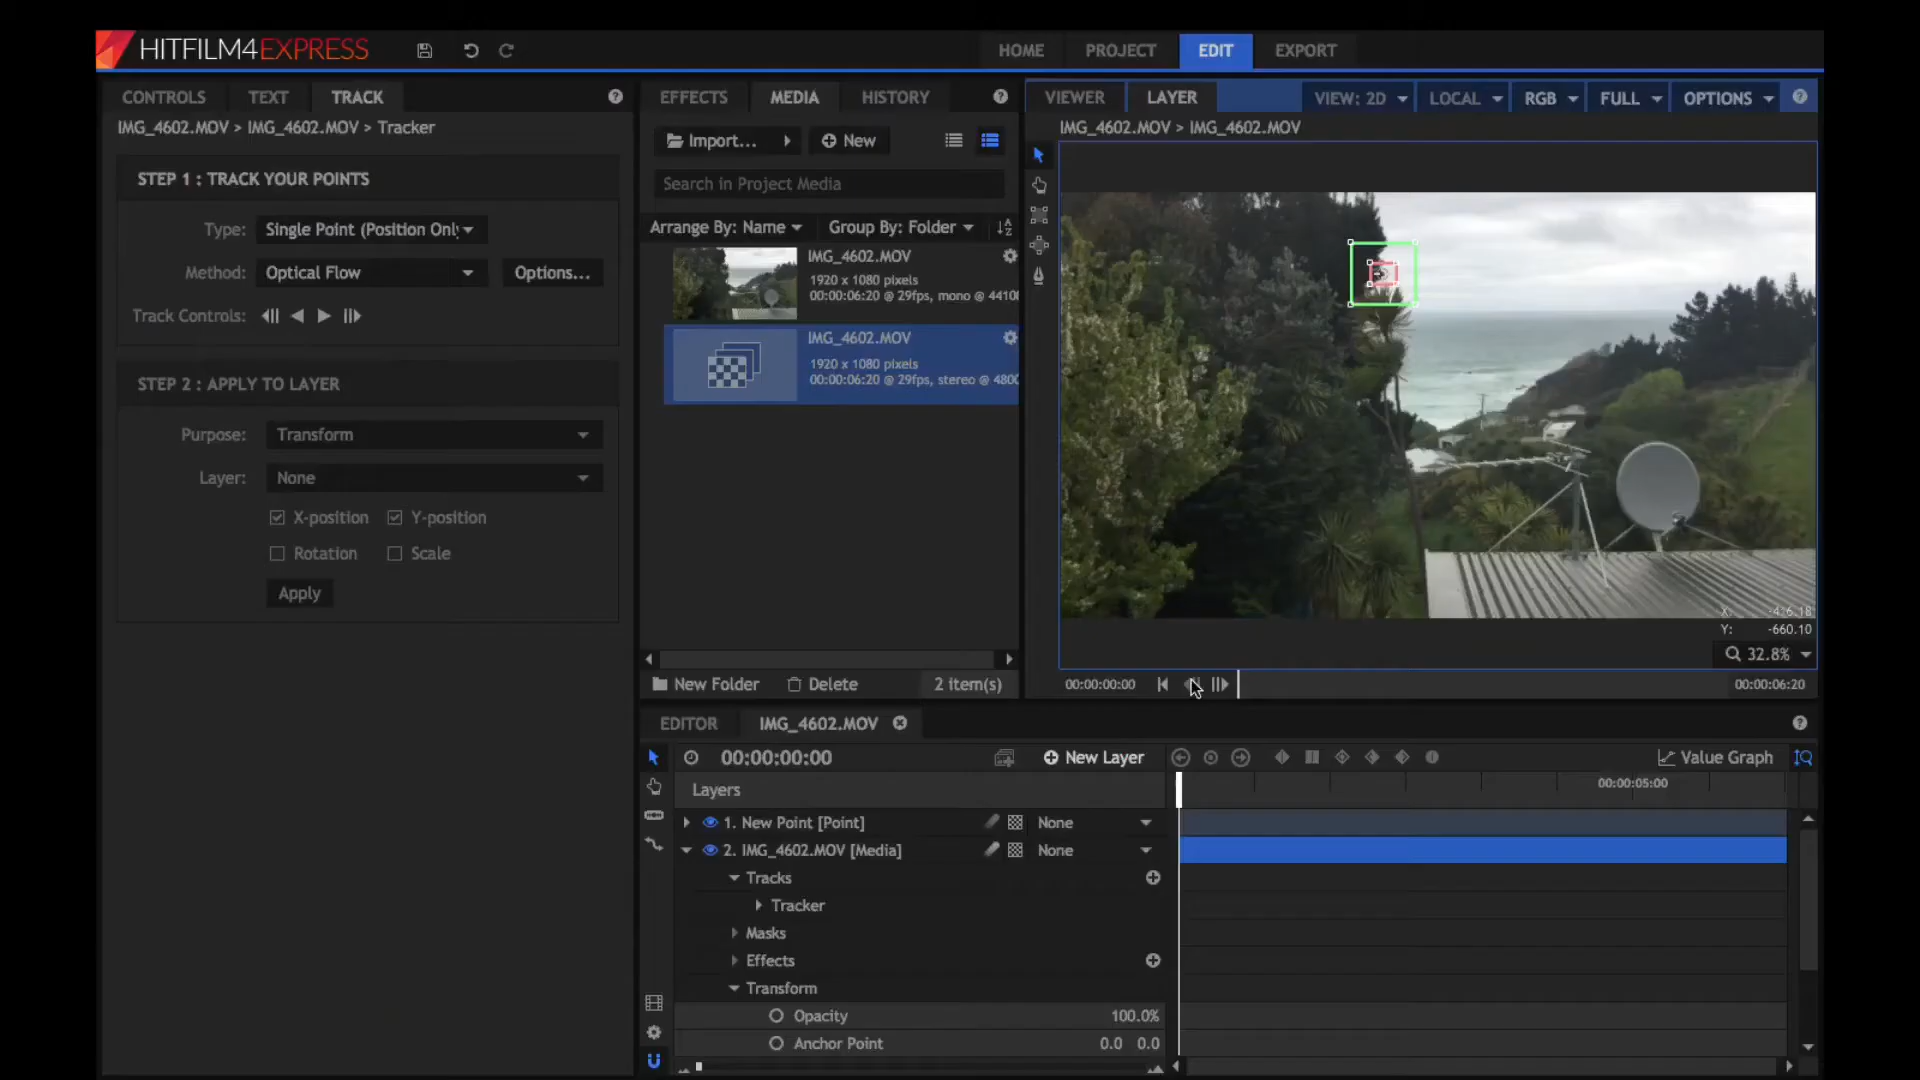 HITFILM4EXPRESS
HOME PROJECT EDIT EXPORT
CONTROLS TEXT TRACK
IMG_4602.MOV > IMG_4602.MOV > Tracker
STEP 1 : TRACK YOUR POINTS
Type: Single Point (Position Only
Method: Optical Flow Options...
Track Controls:
STEP 2 : APPLY TO LAYER
Purpose: Transform
Layer: None
X-position Y-position
Rotation Scale
Apply
EFFECTS MEDIA HISTORY
Import... New
Search in Project Media
Arrange By: Name Group By: Folder
IMG_4602.MOV
1920 x 1080 pixels
00:00:06:20 @ 29fps, mono @ 4410
IMG_4602.MOV
1920 x 1080 pixels
00:00:06:20 @ 29fps, stereo @ 480
New Folder Delete 2 item(s)
VIEWER LAYER VIEW: 2D LOCAL RGB FULL OPTIONS
IMG_4602.MOV > IMG_4602.MOV
X: -416.18
Y: -660.10
32.8%
00:00:00:00 00:00:06:20
EDITOR IMG_4602.MOV
00:00:00:00 New Layer Value Graph
Layers 00:00:05:00
1. New Point [Point] None
2. IMG_4602.MOV [Media] None
Tracks
Tracker
Masks
Effects
Transform
Opacity 100.0%
Anchor Point 0.0 0.0